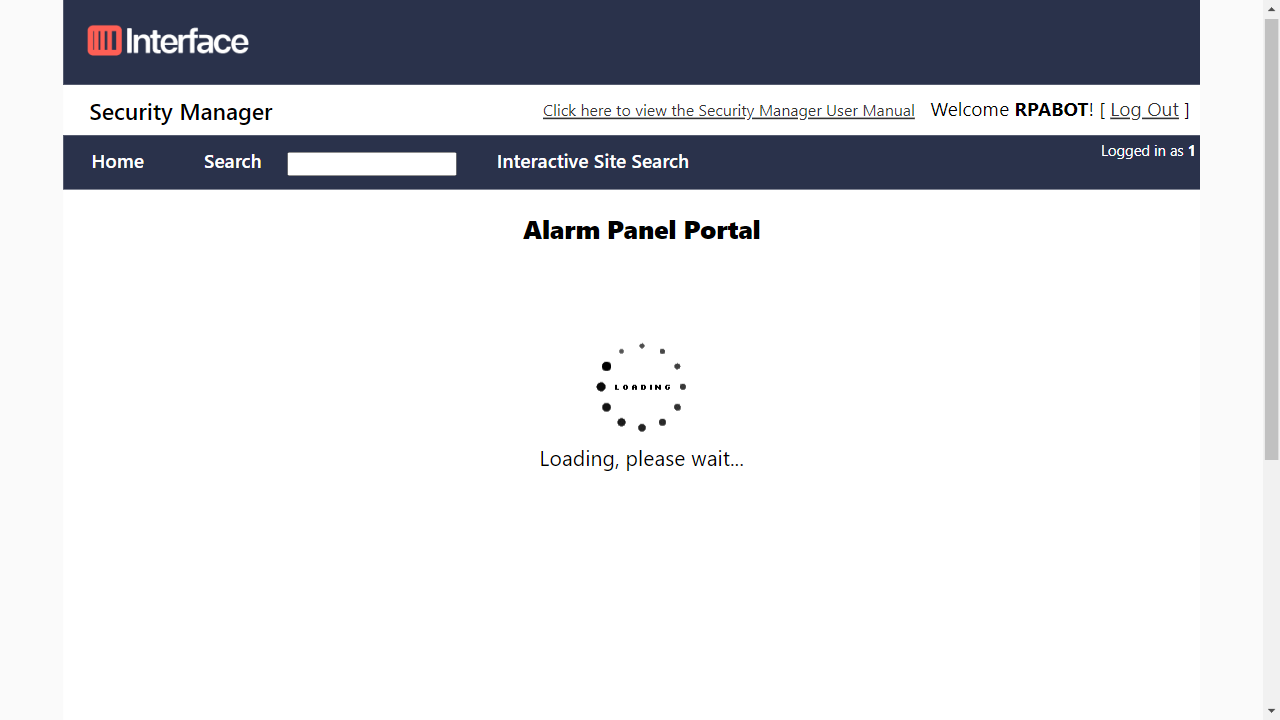 Interface
Security Manager
Click here to view the Security Manager User Manual Welcome RPABOT! [ Log Out ]
Home Search Interactive Site Search
Logged in as 1
Alarm Panel Portal
LOADING
Loading, please wait...